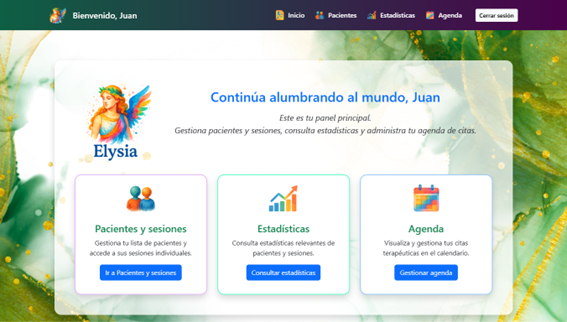 Bienvenido, Juan
Inicio
Pacientes
Estadísticas
Agenda
Cerrar sesión
Continúa alumbrando al mundo, Juan
Este es tu panel principal.
Gestiona pacientes y sesiones, consulta estadísticas y administra tu agenda de citas.
Elysia
Pacientes y sesiones
Gestiona tu lista de pacientes y
accede a sus sesiones individuales.
Ir a Pacientes y sesiones
Estadísticas
Consulta estadísticas relevantes de
pacientes y sesiones.
Consultar estadísticas
Agenda
Visualiza y gestiona tus citas
terapéuticas en el calendario.
Gestionar agenda